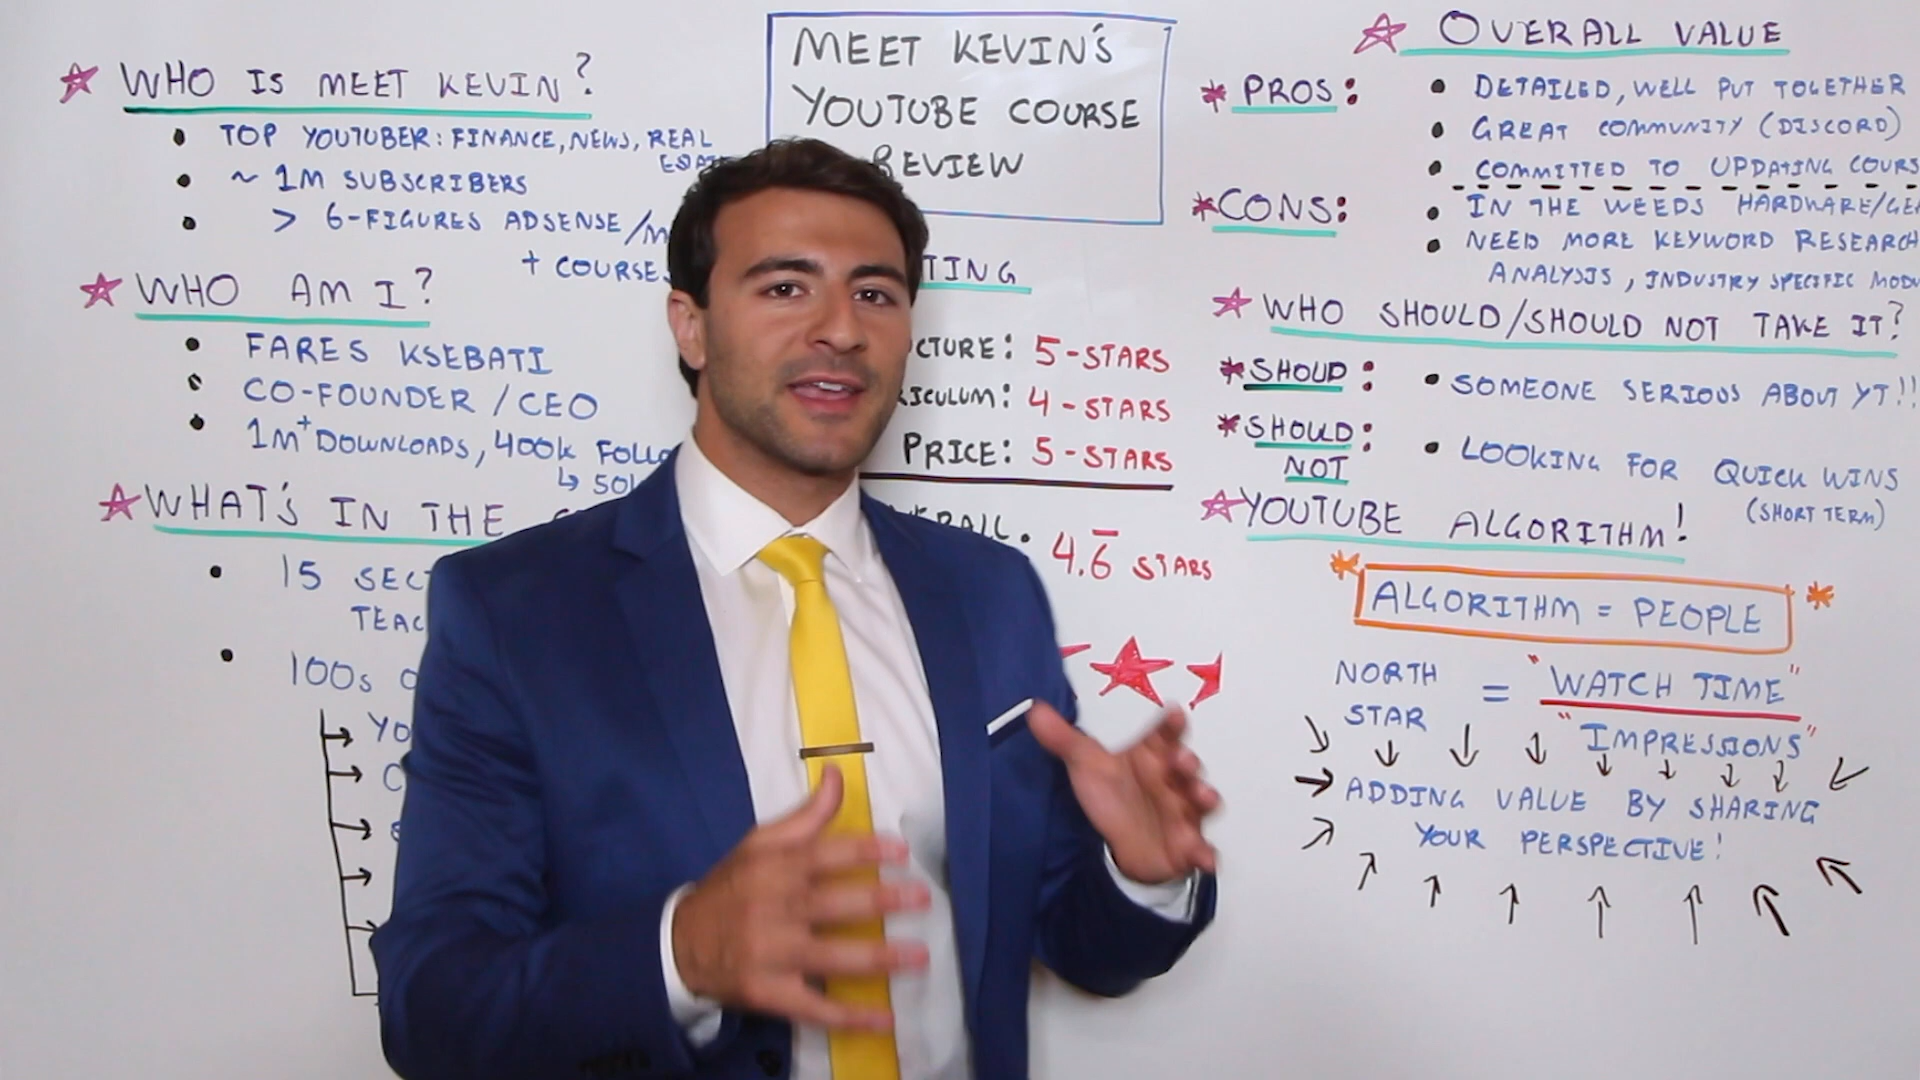 MEET KEVIN'S
YOUTUBE COURSE
REVIEW
WHO IS MEET KEVIN?
TOP YOUTUBER: FINANCE, NEWS, REAL
~ 1M SUBSCRIBERS
> 6-FIGURES ADSENSE/
+ COURSES
WHO AM I?
FARES KSEBATI
CO-FOUNDER / CEO
1M+ DOWNLOADS, 400K
WHAT'S IN THE
15
100s
5-STARS
4-STARS
PRICE: 5-STARS
4.6 STARS
OVERALL VALUE
* PROS:
DETAILED, WELL PUT TOGETHER
GREAT COMMUNITY (DISCORD)
COMMITTED TO UPDATING
* CONS:
IN THE WEEDS HARDWARE/
NEED MORE KEYWORD RESEARCH
ANALYSIS, INDUSTRY SPECIFIC
WHO SHOULD/SHOULD NOT TAKE IT?
* SHOUD:
SOMEONE SERIOUS ABOUT YT!!
* SHOULD:
NOT
LOOKING FOR QUICK WINS
(SHORT TERM)
YOUTUBE ALGORITHM!
* ALGORITHM = PEOPLE *
NORTH
STAR
= "WATCH TIME"
"IMPRESSIONS"
ADDING VALUE BY SHARING
YOUR PERSPECTIVE!